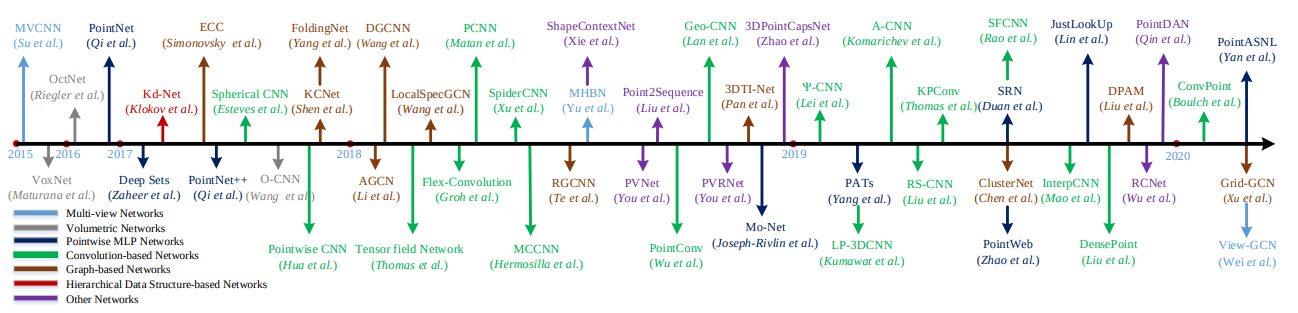 MVCNN
(Su et al.)
PointNet
(Qi et al.)
ECC
(Simonovsky et al.)
FoldingNet
(Yang et al.)
DGCNN
(Wang et al.)
PCNN
(Matan et al.)
ShapeContextNet
(Xie et al.)
Geo-CNN
(Lan et al.)
3DPointCapsNet
(Zhao et al.)
A-CNN
(Komarichev et al.)
SFCNN
(Rao et al.)
JustLookUp
(Lin et al.)
PointDAN
(Qin et al.)
PointASNL
(Yan et al.)
OctNet
(Riegler et al.)
Kd-Net
(Klokov et al.)
Spherical CNN
(Esteves et al.)
KCNet
(Shen et al.)
LocalSpecGCN
(Wang et al.)
SpiderCNN
(Xu et al.)
MHBN
(Yu et al.)
Point2Sequence
(Liu et al.)
3DTI-Net
(Pan et al.)
Ψ-CNN
(Lei et al.)
KPConv
(Thomas et al.)
SRN
(Duan et al.)
DPAM
(Liu et al.)
ConvPoint
(Boulch et al.)
2015
2016
2017
2018
2019
2020
VoxNet
(Maturana et al.)
Deep Sets
(Zaheer et al.)
PointNet++
(Qi et al.)
O-CNN
(Wang et al.)
AGCN
(Li et al.)
Flex-Convolution
(Groh et al.)
RGCNN
(Te et al.)
PVNet
(You et al.)
PVRNet
(You et al.)
PATs
(Yang et al.)
RS-CNN
(Liu et al.)
ClusterNet
(Chen et al.)
InterpCNN
(Mao et al.)
RCNet
(Wu et al.)
Grid-GCN
(Xu et al.)
Pointwise CNN
(Hua et al.)
Tensor field Network
(Thomas et al.)
MCCNN
(Hermosilla et al.)
PointConv
(Wu et al.)
Mo-Net
(Joseph-Rivlin et al.)
LP-3DCNN
(Kumawat et al.)
PointWeb
(Zhao et al.)
DensePoint
(Liu et al.)
View-GCN
(Wei et al.)
Multi-view Networks
Volumetric Networks
Pointwise MLP Networks
Convolution-based Networks
Graph-based Networks
Hierarchical Data Structure-based Networks
Other Networks